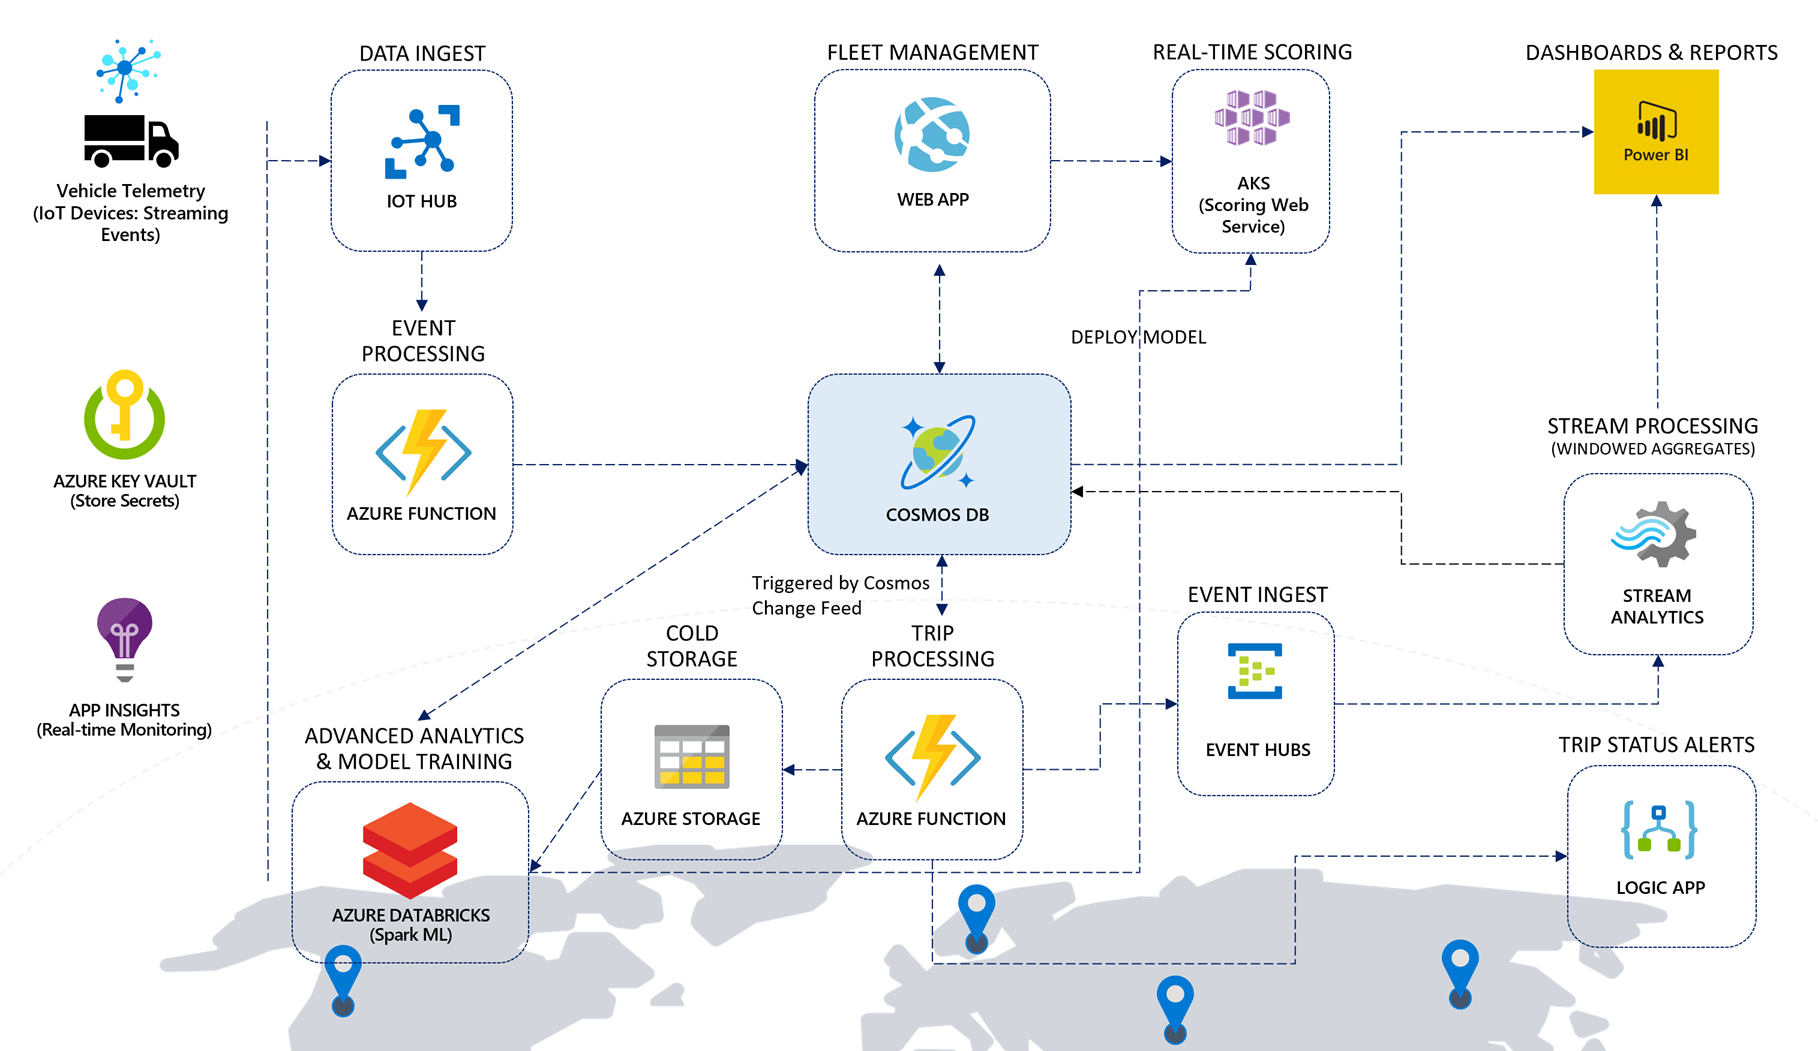 DATA INGEST
FLEET MANAGEMENT
REAL-TIME SCORING
DASHBOARDS & REPORTS
Vehicle Telemetry
(IoT Devices: Streaming
Events)
IOT HUB
WEB APP
AKS
(Scoring Web
Service)
Power BI
EVENT
PROCESSING
DEPLOY MODEL
AZURE KEY VAULT
(Store Secrets)
AZURE FUNCTION
COSMOS DB
STREAM PROCESSING
(WINDOWED AGGREGATES)
STREAM
ANALYTICS
Triggered by Cosmos
Change Feed
EVENT INGEST
EVENT HUBS
APP INSIGHTS
(Real-time Monitoring)
COLD
STORAGE
TRIP
PROCESSING
ADVANCED ANALYTICS
& MODEL TRAINING
AZURE STORAGE
AZURE FUNCTION
TRIP STATUS ALERTS
LOGIC APP
AZURE DATABRICKS
(Spark ML)